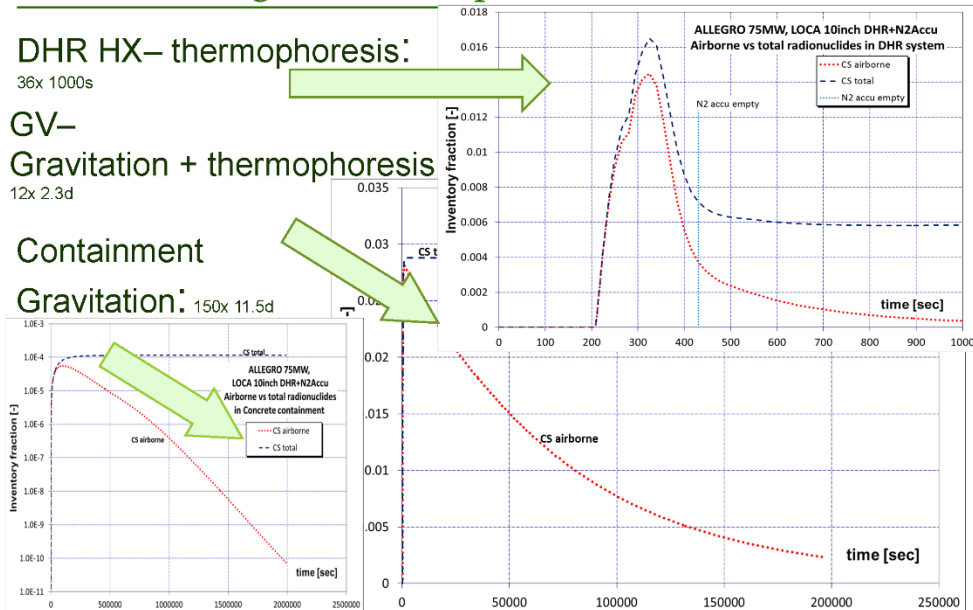 DHR HX– thermophoresis:
36x 1000s
GV–
Gravitation + thermophoresis
12x 2.3d
Containment
Gravitation: 150x 11.5d
0.018
0.016
0.014
0.012
0.01
0.008
0.006
0.004
0.002
0
Inventory fraction [-]
ALLEGRO 75MW, LOCA 10inch DHR+N2Accu
Airborne vs total radionuclides in DHR system
CS airborne
CS total
N2 accu empty
N2 accu empty
time [sec]
0 100 200 300 400 500 600 700 800 900 1000
0.035
0.03
CS t
0.015
0.01
0
CS airborne
time [sec]
0 50000 100000 150000 200000 250000
1.0E-3
1.0E-4
1.0E-5
1.0E-6
1.0E-7
1.0E-8
1.0E-9
1.0E-10
1.0E-11
Inventory fraction [-]
CS total
ALLEGRO 75MW,
LOCA 10inch DHR+N2Accu
Airborne vs total radionuclides
in Concrete containment
CS airborne
CS total
CS airborne
time [sec]
0 500000 1000000 1500000 2000000 2500000